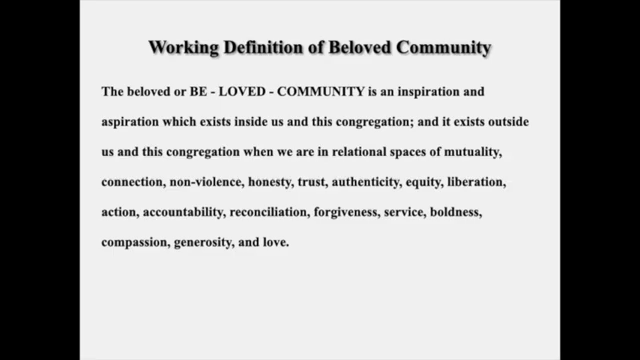 Working Definition of Beloved Community
The beloved or BE - LOVED - COMMUNITY is an inspiration and
aspiration which exists inside us and this congregation; and it exists outside
us and this congregation when we are in relational spaces of mutuality,
connection, non-violence, honesty, trust, authenticity, equity, liberation,
action, accountability, reconciliation, forgiveness, service, boldness,
compassion, generosity, and love.